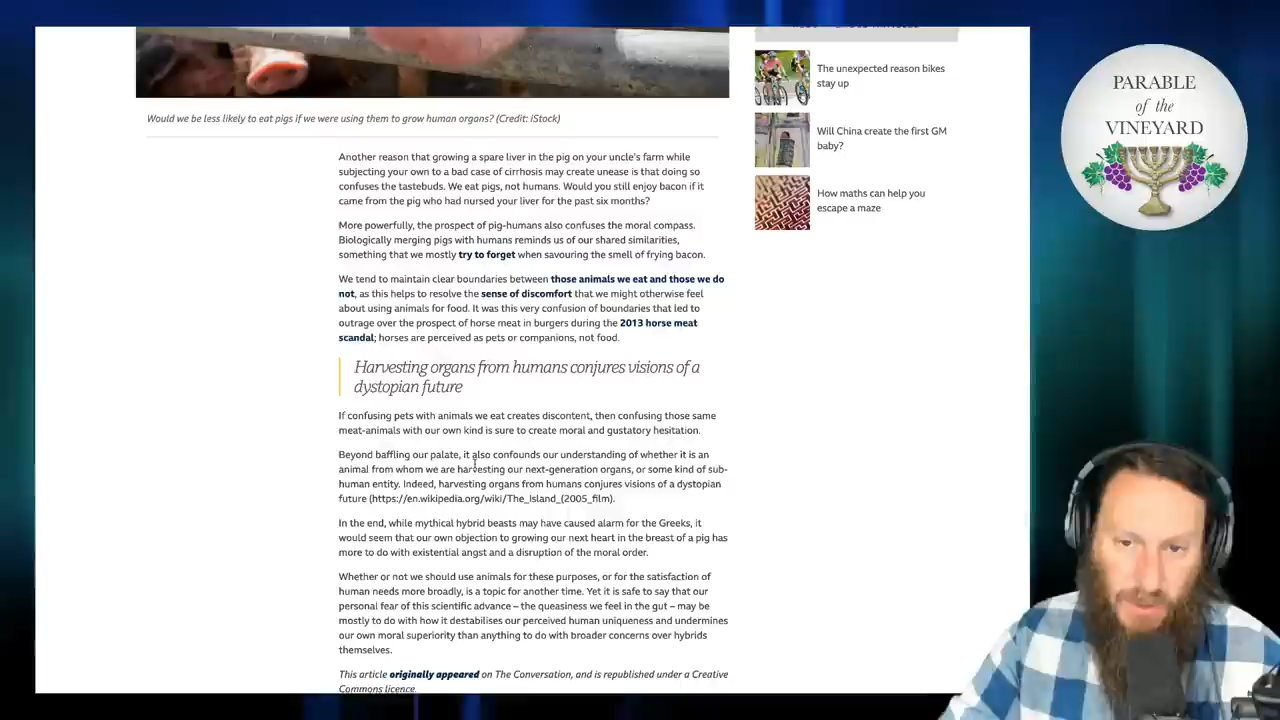 Would we be less likely to eat pigs if we were using them to grow human organs? (Credit: iStock)
Another reason that growing a spare liver in the pig on your uncle's farm while
subjecting your own to a bad case of cirrhosis may create unease is that doing so
confuses the tastebuds. We eat pigs, not humans. Would you still enjoy bacon if it
came from the pig who had nursed your liver for the past six months?
More powerfully, the prospect of pig-humans also confuses the moral compass.
Biologically merging pigs with humans reminds us of our shared similarities,
something that we mostly try to forget when savouring the smell of frying bacon.
We tend to maintain clear boundaries between those animals we eat and those we do
not, as this helps to resolve the sense of discomfort that we might otherwise feel
about using animals for food. It was this very confusion of boundaries that led to
outrage over the prospect of horse meat in burgers during the 2013 horse meat
scandal; horses are perceived as pets or companions, not food.
Harvesting organs from humans conjures visions of a
dystopian future
If confusing pets with animals we eat creates discontent, then confusing those same
meat-animals with our own kind is sure to create moral and gustatory hesitation.
Beyond baffling our palate, it also confounds our understanding of whether it is an
animal from whom we are harvesting our next-generation organs, or some kind of sub-
human entity. Indeed, harvesting organs from humans conjures visions of a dystopian
future (https://en.wikipedia.org/wiki/The_Island_(2005_film).
In the end, while mythical hybrid beasts may have caused alarm for the Greeks, it
would seem that our own objection to growing our next heart in the breast of a pig has
more to do with existential angst and a disruption of the moral order.
Whether or not we should use animals for these purposes, or for the satisfaction of
human needs more broadly, is a topic for another time. Yet it is safe to say that our
personal fear of this scientific advance – the queasiness we feel in the gut – may be
mostly to do with how it destabilises our perceived human uniqueness and undermines
our own moral superiority than anything to do with broader concerns over hybrids
themselves.
This article originally appeared on The Conversation, and is republished under a Creative
Commons licence.
The unexpected reason bikes
stay up
Will China create the first GM
baby?
How maths can help you
escape a maze
PARABLE
of the
VINEYARD